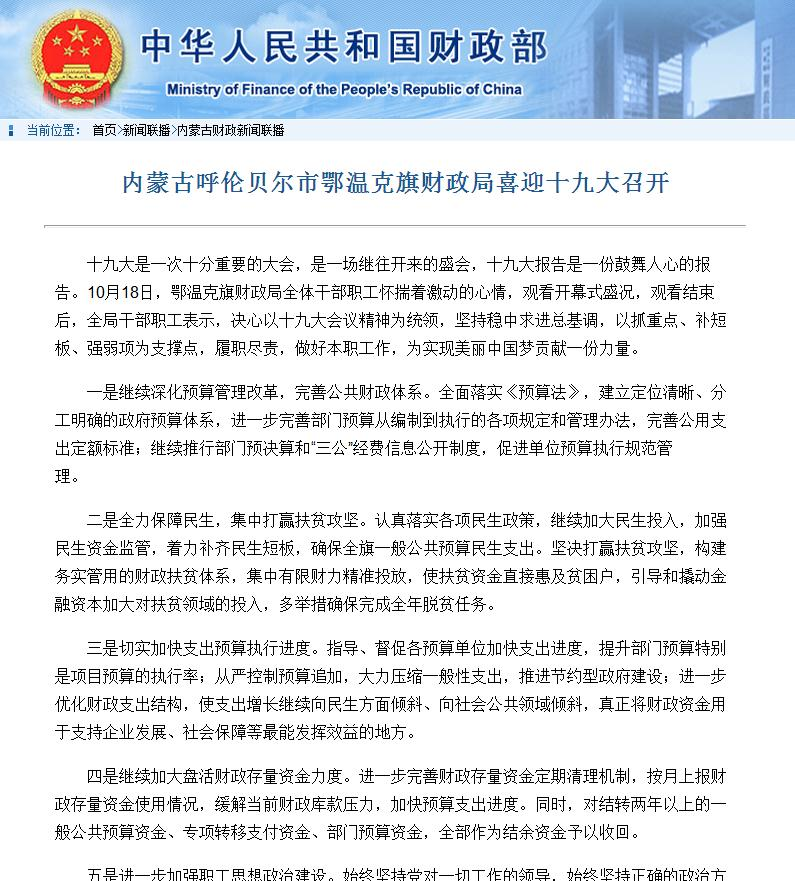 中华人民共和国财政部
Ministry of Finance of the People's Republic of China
当前位置： 首页>新闻联播>内蒙古财政新闻联播
内蒙古呼伦贝尔市鄂温克旗财政局喜迎十九大召开
十九大是一次十分重要的大会，是一场继往开来的盛会，十九大报告是一份鼓舞人心的报
告。10月18日，鄂温克旗财政局全体干部职工怀揣着激动的心情，观看开幕式盛况，观看结束
后，全局干部职工表示，决心以十九大会议精神为统领，坚持稳中求进总基调，以抓重点、补短
板、强弱项为支撑点，履职尽责，做好本职工作，为实现美丽中国梦贡献一份力量。
一是继续深化预算管理改革，完善公共财政体系。全面落实《预算法》，建立定位清晰、分
工明确的政府预算体系，进一步完善部门预算从编制到执行的各项规定和管理办法，完善公用支
出定额标准；继续推行部门预决算和“三公”经费信息公开制度，促进单位预算执行规范管
理。
二是全力保障民生，集中打赢扶贫攻坚。认真落实各项民生政策，继续加大民生投入，加强
民生资金监管，着力补齐民生短板，确保全旗一般公共预算民生支出。坚决打赢扶贫攻坚，构建
务实管用的财政扶贫体系，集中有限财力精准投放，使扶贫资金直接惠及贫困户，引导和撬动金
融资本加大对扶贫领域的投入，多举措确保完成全年脱贫任务。
三是切实加快支出预算执行进度。指导、督促各预算单位加快支出进度，提升部门预算特别
是项目预算的执行率；从严控制预算追加，大力压缩一般性支出，推进节约型政府建设；进一步
优化财政支出结构，使支出增长继续向民生方面倾斜、向社会公共领域倾斜，真正将财政资金用
于支持企业发展、社会保障等最能发挥效益的地方。
四是继续加大盘活财政存量资金力度。进一步完善财政存量资金定期清理机制，按月上报财
政存量资金使用情况，缓解当前财政库款压力，加快预算支出进度。同时，对结转两年以上的一
般公共预算资金、专项转移支付资金、部门预算资金，全部作为结余资金予以收回。
五是进一步加强职工思想政治建设。始终坚持党对一切工作的领导，始终坚持正确的政治方